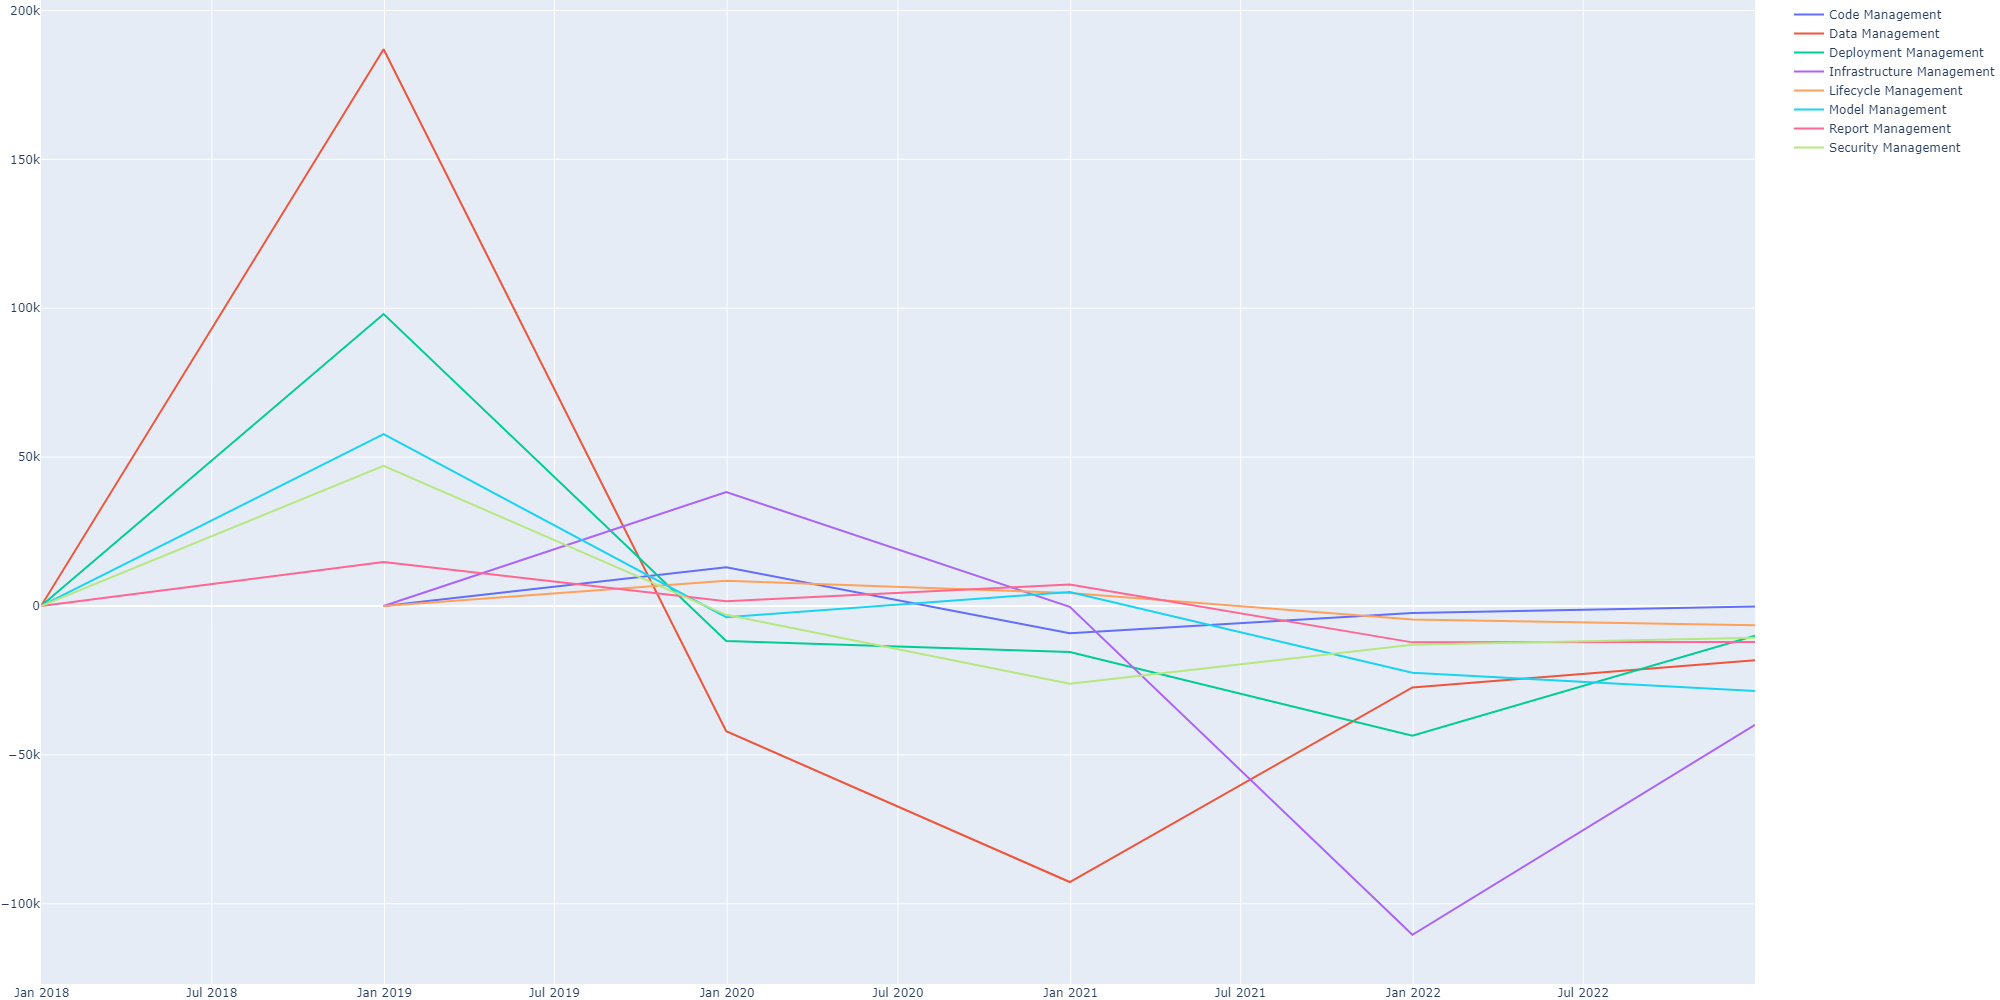 200k
150k
100k
50k
0
−50k
−100k
Jan 2018
Jul 2018
Jan 2019
Jul 2019
Jan 2020
Jul 2020
Jan 2021
Jul 2021
Jan 2022
Jul 2022
Code Management
Data Management
Deployment Management
Infrastructure Management
Lifecycle Management
Model Management
Report Management
Security Management